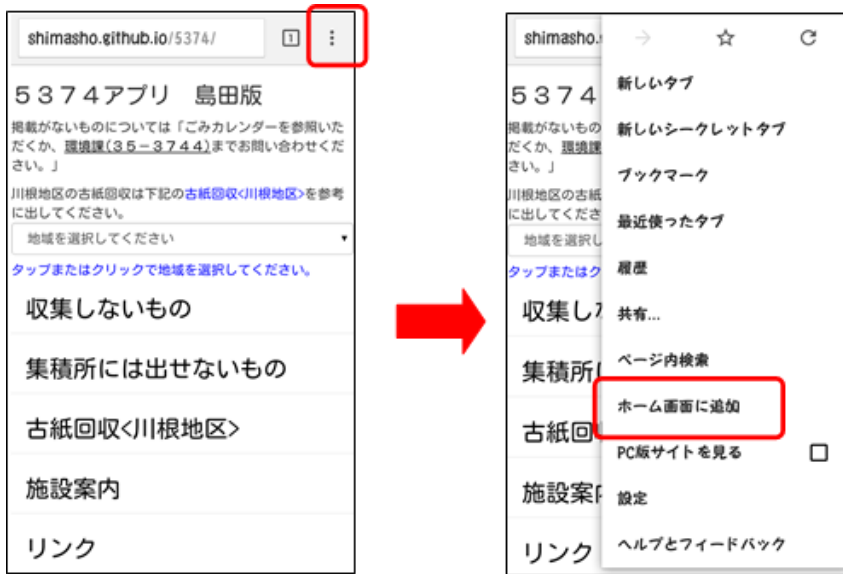 shimasho.github.io/5374/
1
5374アプリ　島田版
掲載がないものについては「ごみカレンダーを参照いた
だくか、環境課(35-3744)までお問い合わせくだ
さい。」
川根地区の古紙回収は下記の古紙回収<川根地区>を参考
に出してください。
地域を選択してください
タップまたはクリックで地域を選択してください。
収集しないもの
集積所には出せないもの
古紙回収<川根地区>
施設案内
リンク
shimasho.
5374
掲載がないもの
だくか、環境課
さい。」
川根地区の古紙
に出してくださ
地域を選択し
タップまたはク
収集しな
集積所に
古紙回
施設案内
リンク
新しいタブ
新しいシークレットタブ
ブックマーク
最近使ったタブ
履歴
共有...
ページ内検索
ホーム画面に追加
PC版サイトを見る
設定
ヘルプとフィードバック